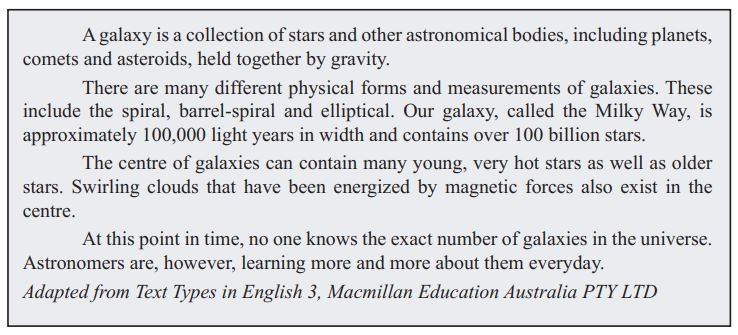 A galaxy is a collection of stars and other astronomical bodies, including planets,
comets and asteroids, held together by gravity.
There are many different physical forms and measurements of galaxies. These
include the spiral, barrel-spiral and elliptical. Our galaxy, called the Milky Way, is
approximately 100,000 light years in width and contains over 100 billion stars.
The centre of galaxies can contain many young, very hot stars as well as older
stars. Swirling clouds that have been energized by magnetic forces also exist in the
centre.
At this point in time, no one knows the exact number of galaxies in the universe.
Astronomers are, however, learning more and more about them everyday.
Adapted from Text Types in English 3, Macmillan Education Australia PTY LTD